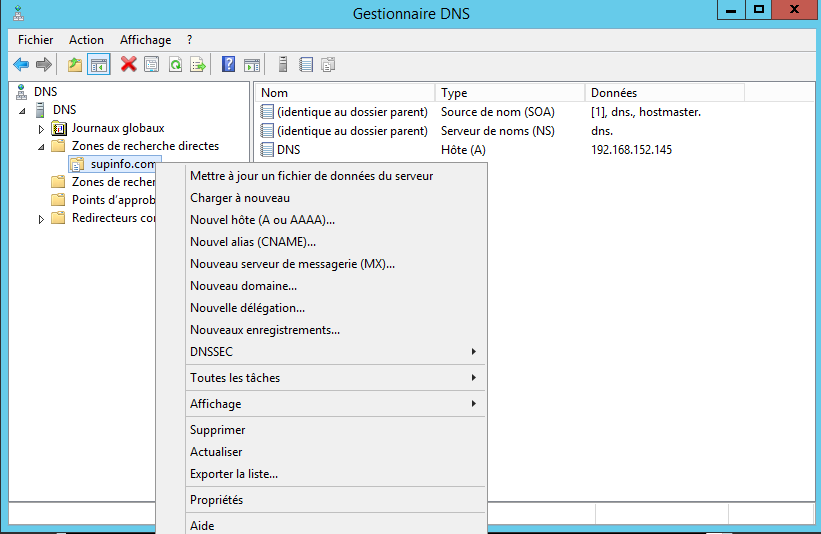 Gestionnaire DNS
Fichier Action Affichage ?
DNS
DNS
Journaux globaux
Zones de recherche directes
supinfo.com
Zones de recher
Points d'approb
Redirecteurs co
Nom Type Données
(identique au dossier parent) Source de nom (SOA) [1], dns., hostmaster.
(identique au dossier parent) Serveur de noms (NS) dns.
DNS Hôte (A) 192.168.152.145
Mettre à jour un fichier de données du serveur
Charger à nouveau
Nouvel hôte (A ou AAAA)...
Nouvel alias (CNAME)...
Nouveau serveur de messagerie (MX)...
Nouveau domaine...
Nouvelle délégation...
Nouveaux enregistrements...
DNSSEC
Toutes les tâches
Affichage
Supprimer
Actualiser
Exporter la liste...
Propriétés
Aide